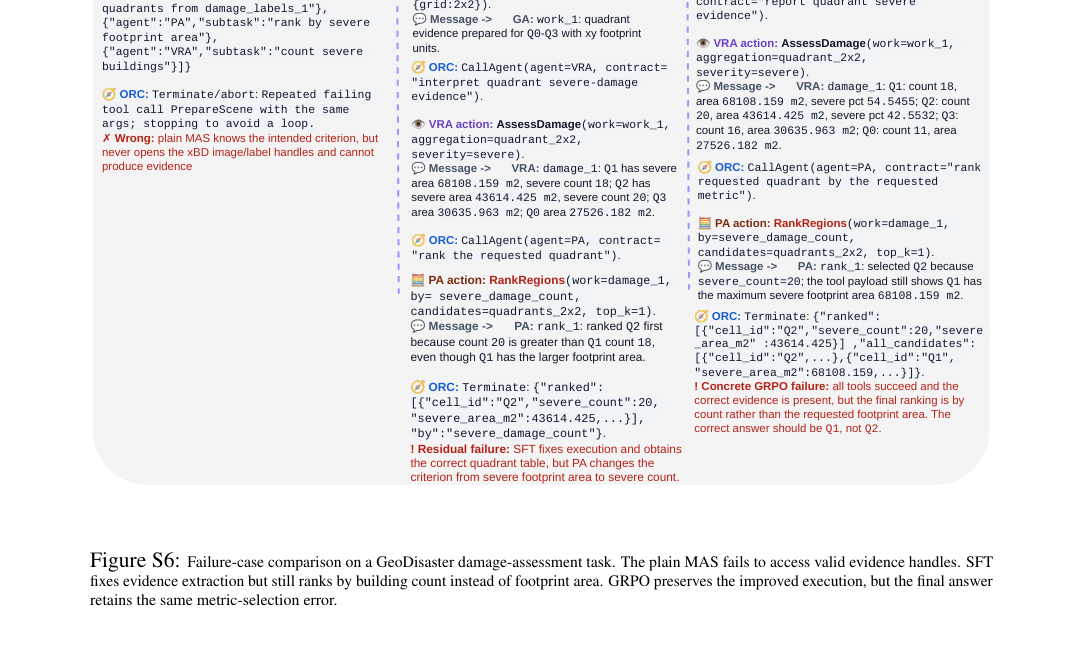 quadrants from damage_labels_1"},
{"agent":"PA","subtask":"rank by severe
footprint area"},
{"agent":"VRA","subtask":"count severe
buildings"}]}
🧭 ORC: Terminate/abort: Repeated failing
tool call PrepareScene with the same
args; stopping to avoid a loop.
✗ Wrong: plain MAS knows the intended criterion, but
never opens the xBD image/label handles and cannot
produce evidence
{grid:2x2}).
💬 Message -> GA: work_1: quadrant
evidence prepared for Q0-Q3 with xy footprint
units.
🧭 ORC: CallAgent(agent=VRA, contract=
"interpret quadrant severe-damage
evidence").
👁️ VRA action: AssessDamage(work=work_1,
aggregation=quadrant_2x2,
severity=severe).
💬 Message -> VRA: damage_1: Q1 has severe
area 68108.159 m2, severe count 18; Q2 has
severe area 43614.425 m2, severe count 20; Q3
area 30635.963 m2; Q0 area 27526.182 m2.
🧭 ORC: CallAgent(agent=PA, contract=
"rank the requested quadrant").
🧮 PA action: RankRegions(work=damage_1,
by= severe_damage_count,
candidates=quadrants_2x2, top_k=1).
💬 Message -> PA: rank_1: ranked Q2 first
because count 20 is greater than Q1 count 18,
even though Q1 has the larger footprint area.
🧭 ORC: Terminate: {"ranked":
[{"cell_id":"Q2","severe_count":20,
"severe_area_m2":43614.425,...}],
"by":"severe_damage_count"}.
! Residual failure: SFT fixes execution and obtains
the correct quadrant table, but PA changes the
criterion from severe footprint area to severe count.
contract="report quadrant severe
evidence").
👁️ VRA action: AssessDamage(work=work_1,
aggregation=quadrant_2x2,
severity=severe).
💬 Message -> VRA: damage_1: Q1: count 18,
area 68108.159 m2, severe pct 54.5455; Q2: count
20, area 43614.425 m2, severe pct 42.5532; Q3:
count 16, area 30635.963 m2; Q0: count 11, area
27526.182 m2.
🧭 ORC: CallAgent(agent=PA, contract="rank
requested quadrant by the requested
metric").
🧮 PA action: RankRegions(work=damage_1,
by=severe_damage_count,
candidates=quadrants_2x2, top_k=1).
💬 Message -> PA: rank_1: selected Q2 because
severe_count=20; the tool payload still shows Q1 has
the maximum severe footprint area 68108.159 m2.
🧭 ORC: Terminate: {"ranked":
[{"cell_id":"Q2","severe_count":20,"severe
_area_m2" :43614.425}] ,"all_candidates":
[{"cell_id":"Q2",...},{"cell_id":"Q1",
"severe_area_m2":68108.159,...}]}.
! Concrete GRPO failure: all tools succeed and the
correct evidence is present, but the final ranking is by
count rather than the requested footprint area. The
correct answer should be Q1, not Q2.
Figure S6: Failure-case comparison on a GeoDisaster damage-assessment task. The plain MAS fails to access valid evidence handles. SFT
fixes evidence extraction but still ranks by building count instead of footprint area. GRPO preserves the improved execution, but the final answer
retains the same metric-selection error.